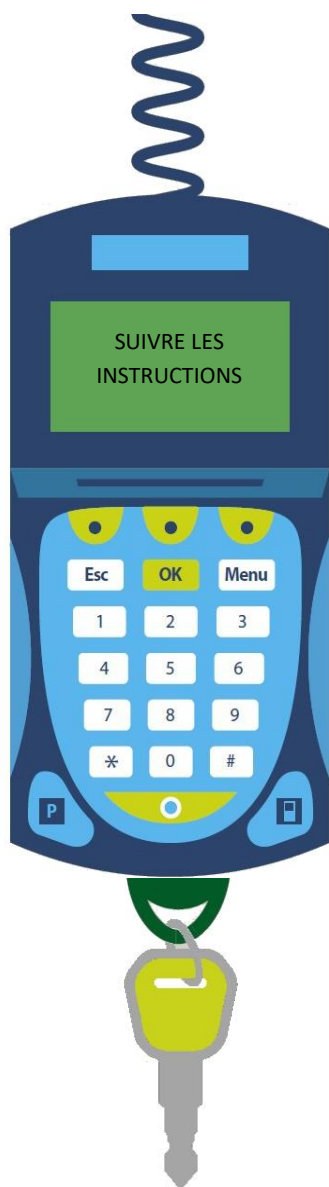 SUIVRE LES
INSTRUCTIONS
Esc OK Menu
1 2 3
4 5 6
7 8 9
* 0 #
P